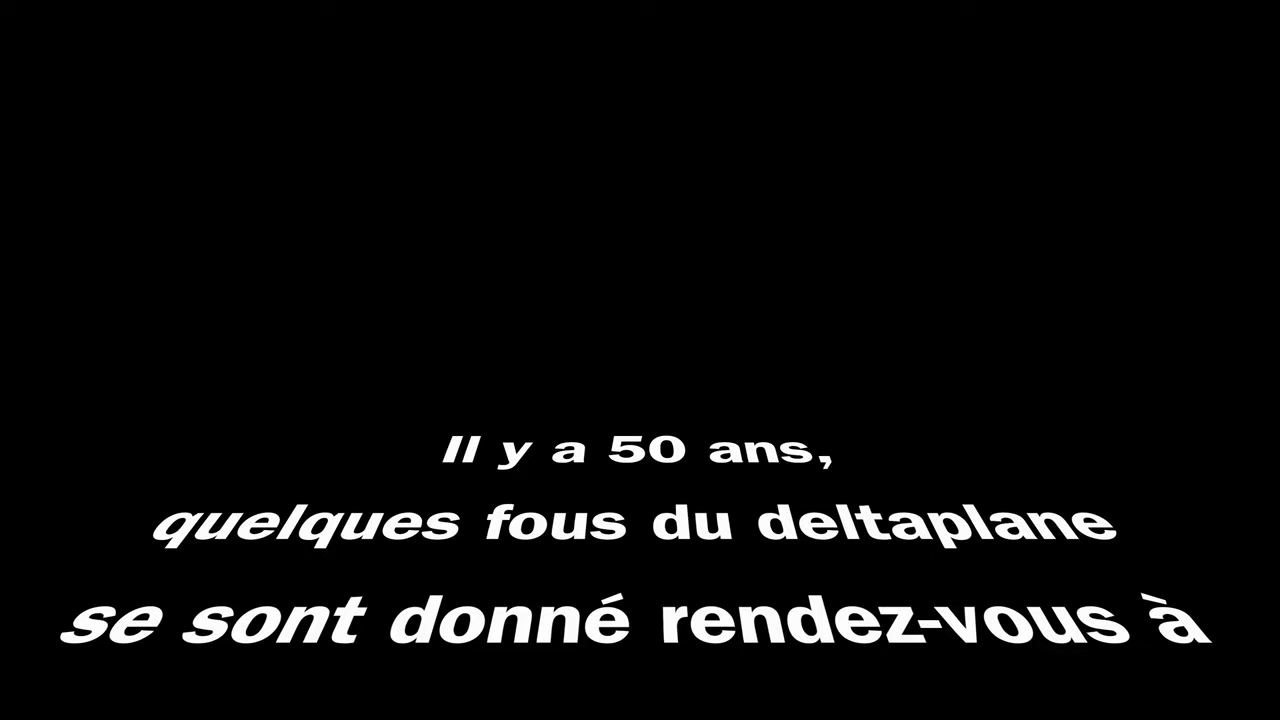 Il y a 50 ans,
quelques fous du deltaplane
se sont donné rendez-vous à